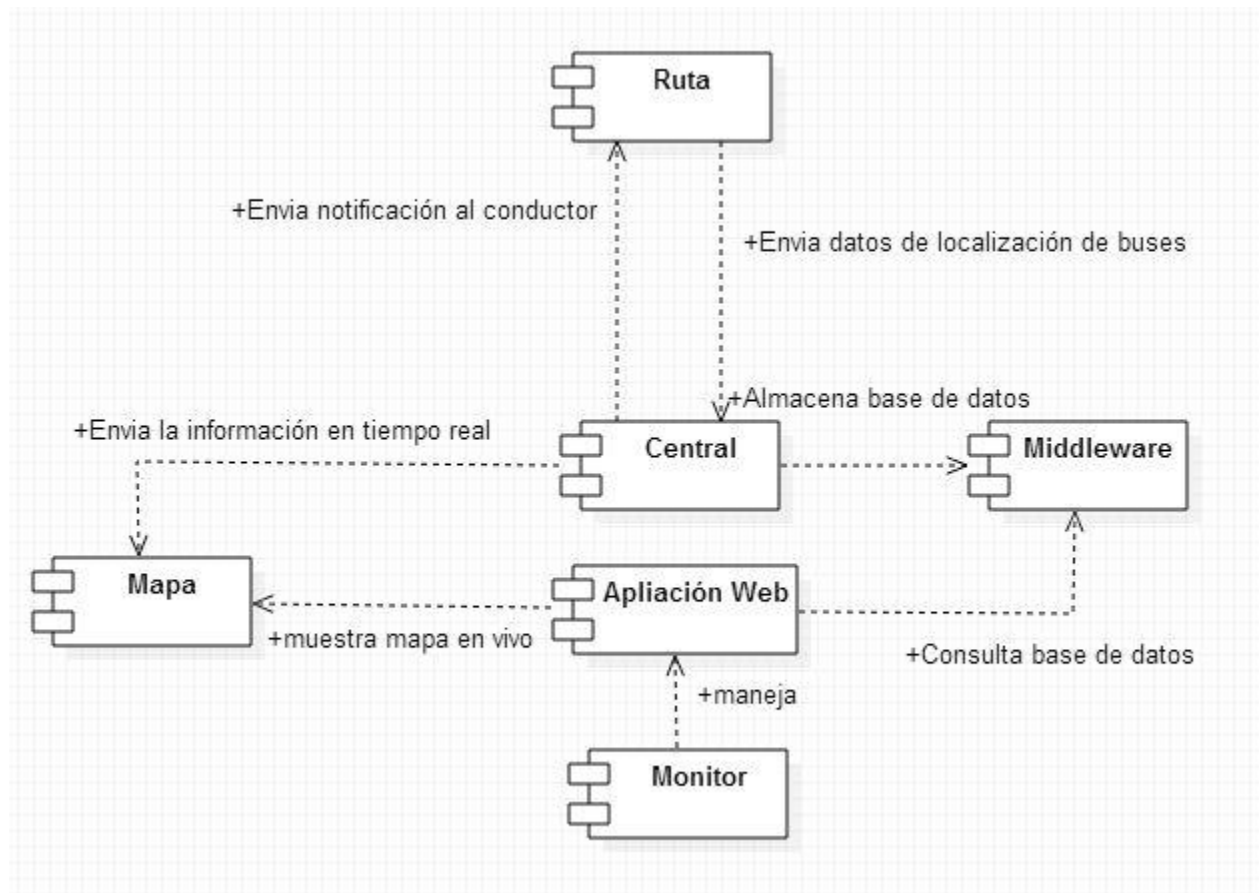 Ruta
+Envia notificación al conductor
+Envia datos de localización de buses
+Almacena base de datos
+Envia la información en tiempo real
Central
Middleware
Mapa
Apliación Web
+muestra mapa en vivo
+Consulta base de datos
+maneja
Monitor